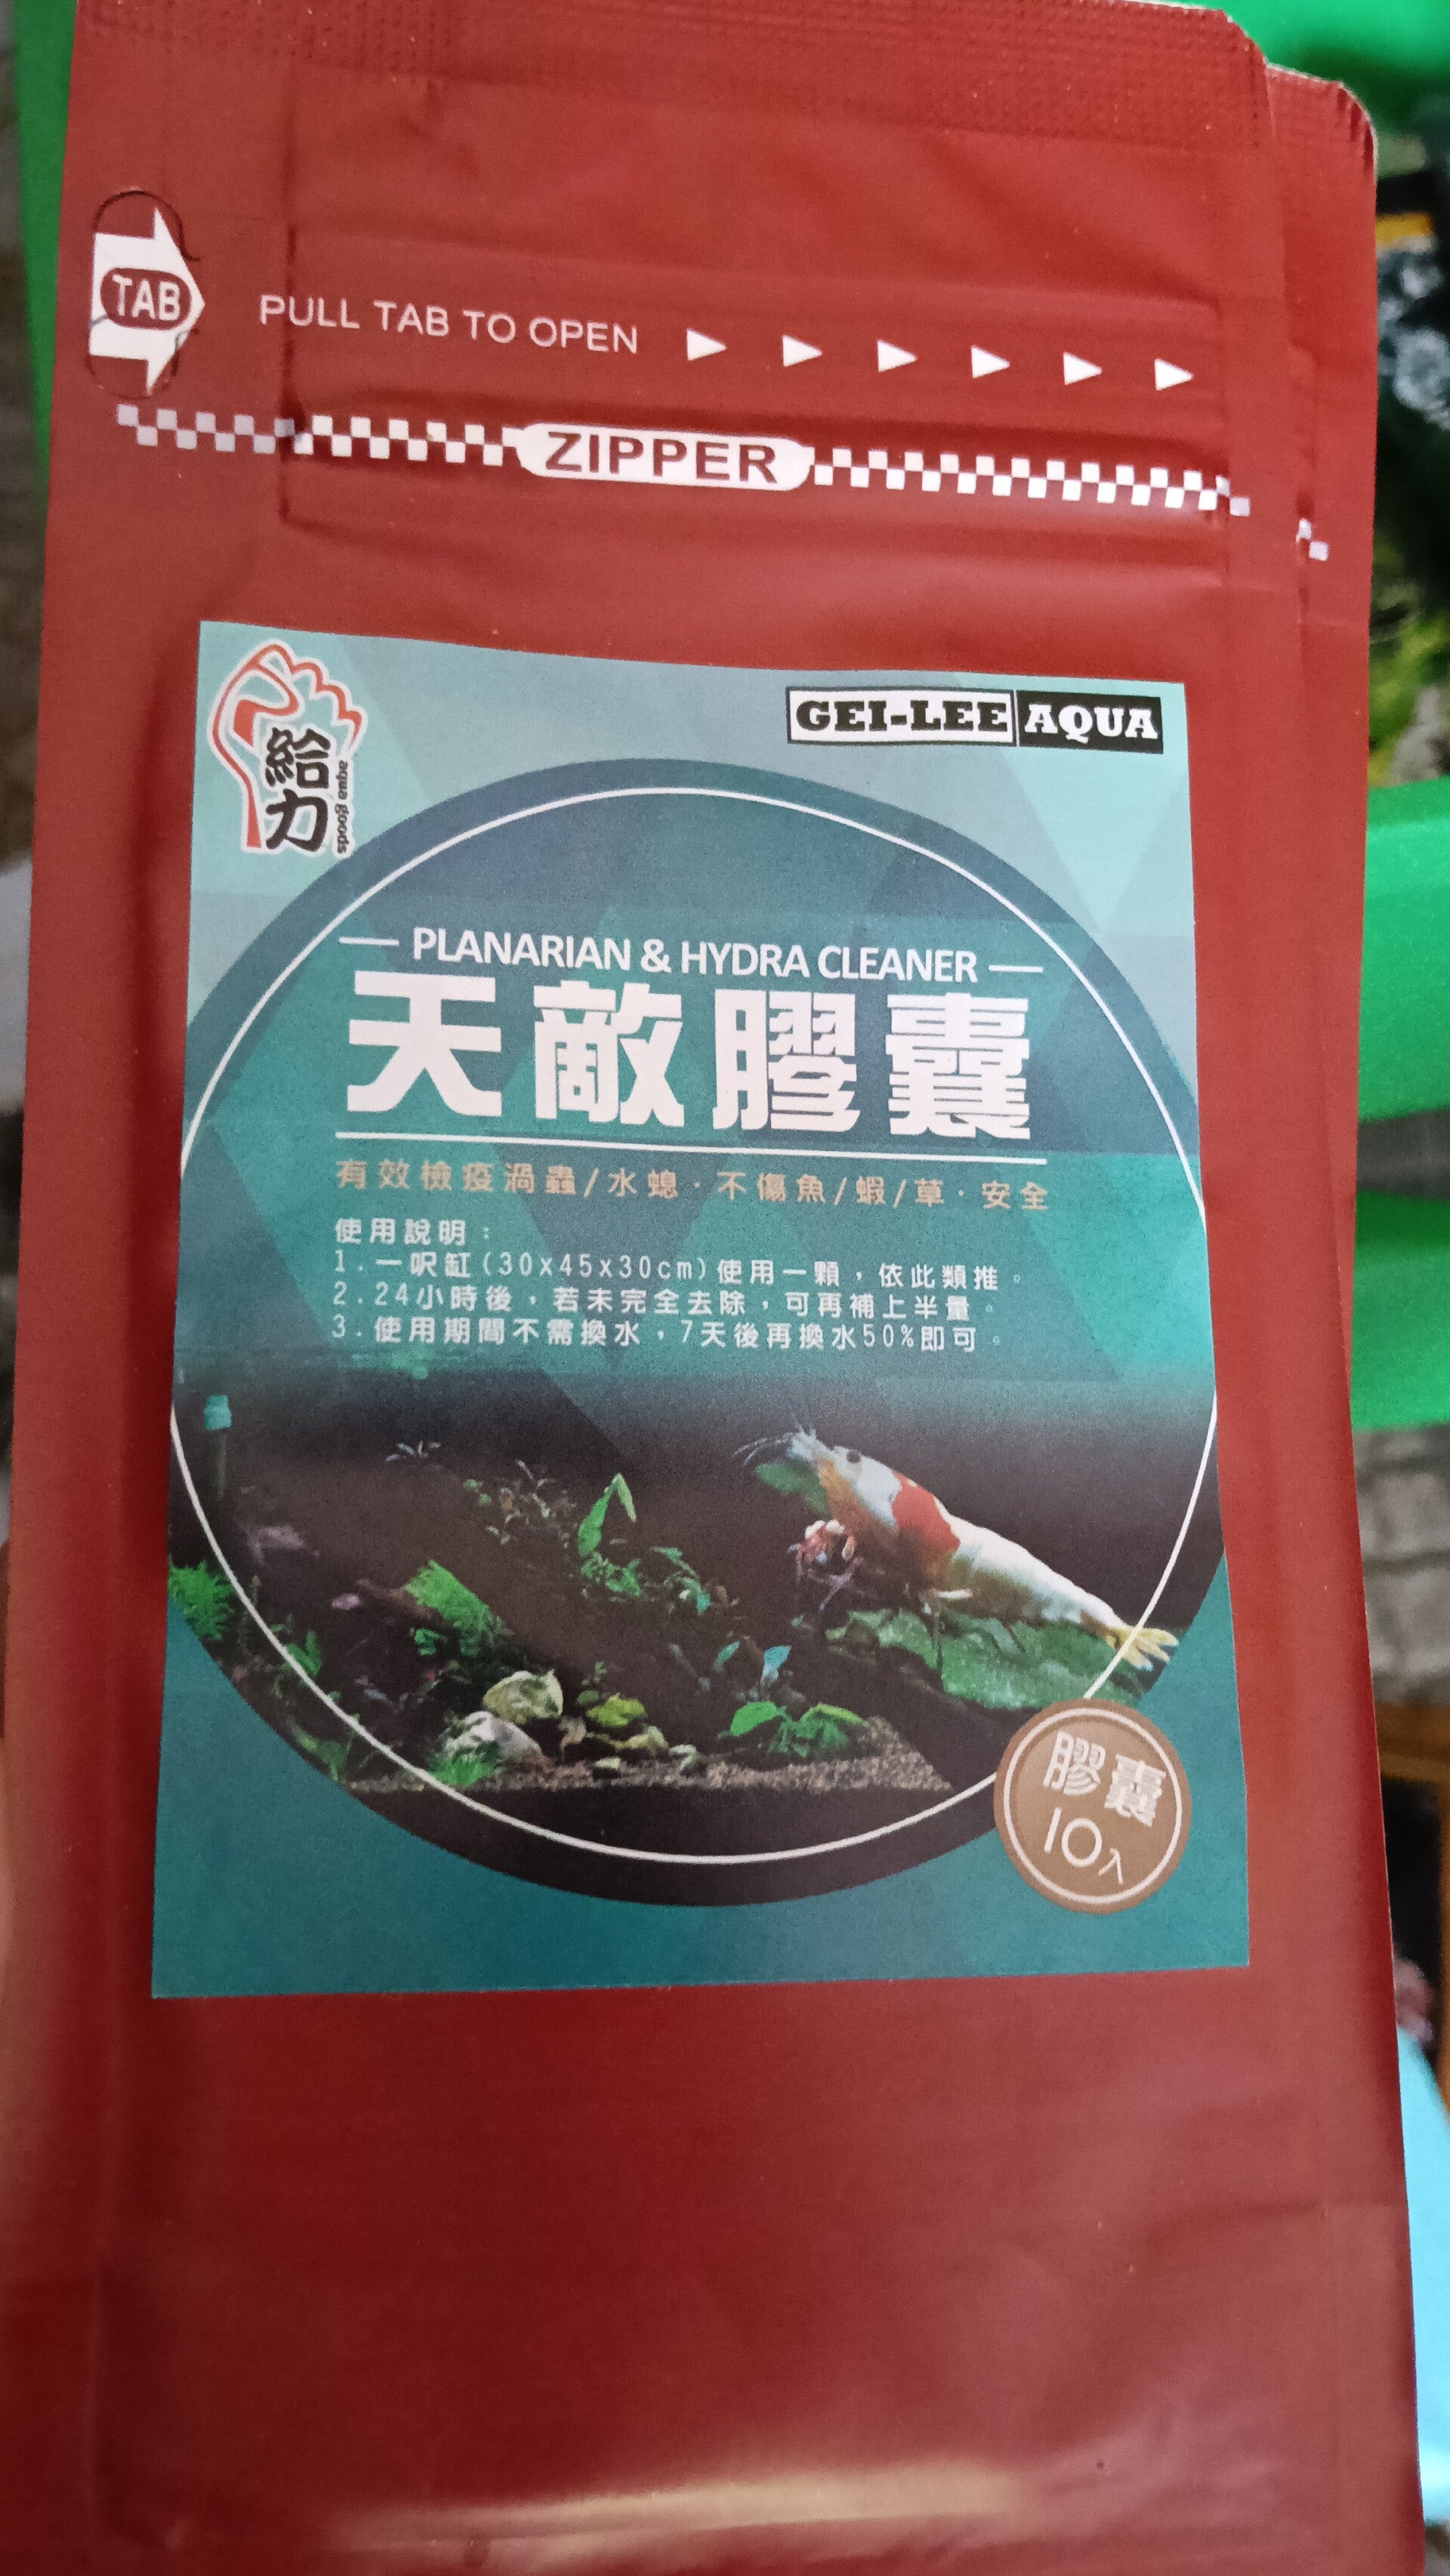 TAB
PULL TAB TO OPEN
ZIPPER
給力
aqua goods
GEI-LEE AQUA
PLANARIAN & HYDRA CLEANER
天敵膠囊
有效檢疫渦蟲/水螅·不傷魚/蝦/草·安全
使用說明：
1.一呎缸(30x45x30cm)使用一顆，依此類推。
2.24小時後，若未完全去除，可再補上半量。
3.使用期間不需換水，7天後再換水50%即可。
膠囊
10入